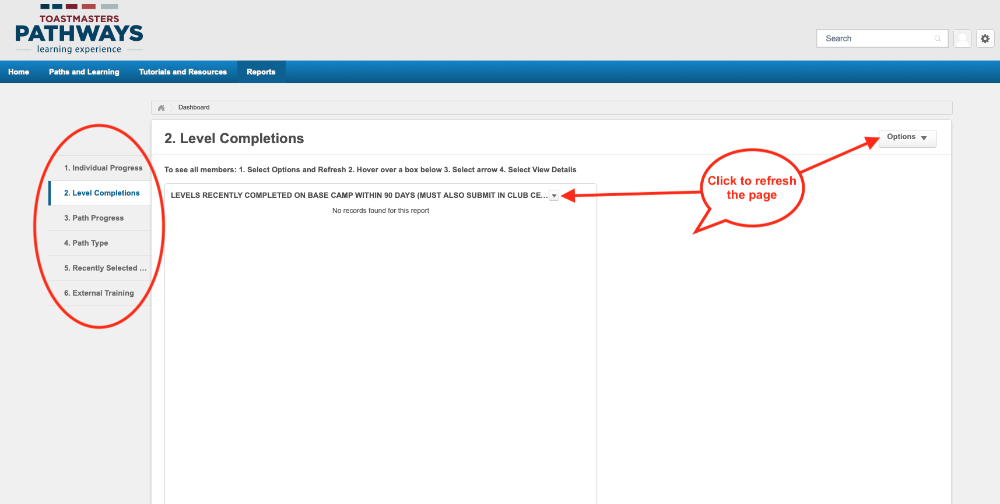 TOASTMASTERS
PATHWAYS
learning experience
Search
Home
Paths and Learning
Tutorials and Resources
Reports
Dashboard
1. Individual Progress
2. Level Completions
3. Path Progress
4. Path Type
5. Recently Selected ...
6. External Training
2. Level Completions
Options
To see all members: 1. Select Options and Refresh 2. Hover over a box below 3. Select arrow 4. Select View Details
LEVELS RECENTLY COMPLETED ON BASE CAMP WITHIN 90 DAYS (MUST ALSO SUBMIT IN CLUB CE...
No records found for this report
Click to refresh
the page